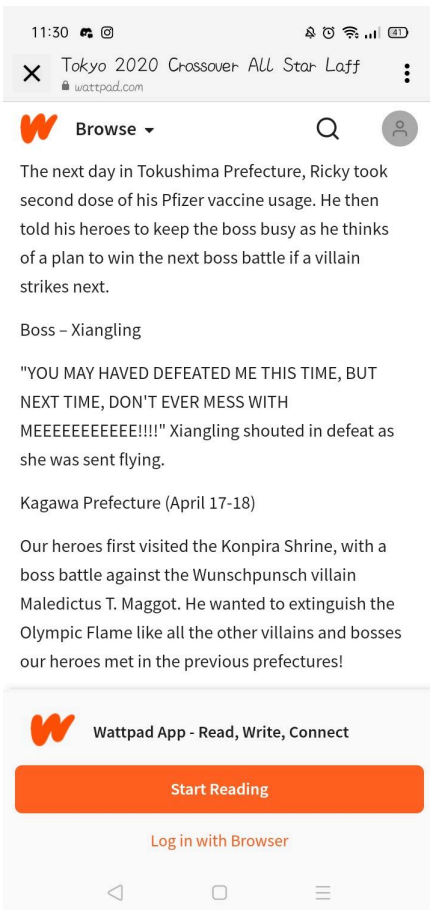 11:30
41
Tokyo 2020 Crossover All Star Laff
wattpad.com
Browse
The next day in Tokushima Prefecture, Ricky took
second dose of his Pfizer vaccine usage. He then
told his heroes to keep the boss busy as he thinks
of a plan to win the next boss battle if a villain
strikes next.
Boss – Xiangling
"YOU MAY HAVED DEFEATED ME THIS TIME, BUT
NEXT TIME, DON'T EVER MESS WITH
MEEEEEEEEEEE!!!!" Xiangling shouted in defeat as
she was sent flying.
Kagawa Prefecture (April 17-18)
Our heroes first visited the Konpira Shrine, with a
boss battle against the Wunschpunsch villain
Maledictus T. Maggot. He wanted to extinguish the
Olympic Flame like all the other villains and bosses
our heroes met in the previous prefectures!
Wattpad App - Read, Write, Connect
Start Reading
Log in with Browser